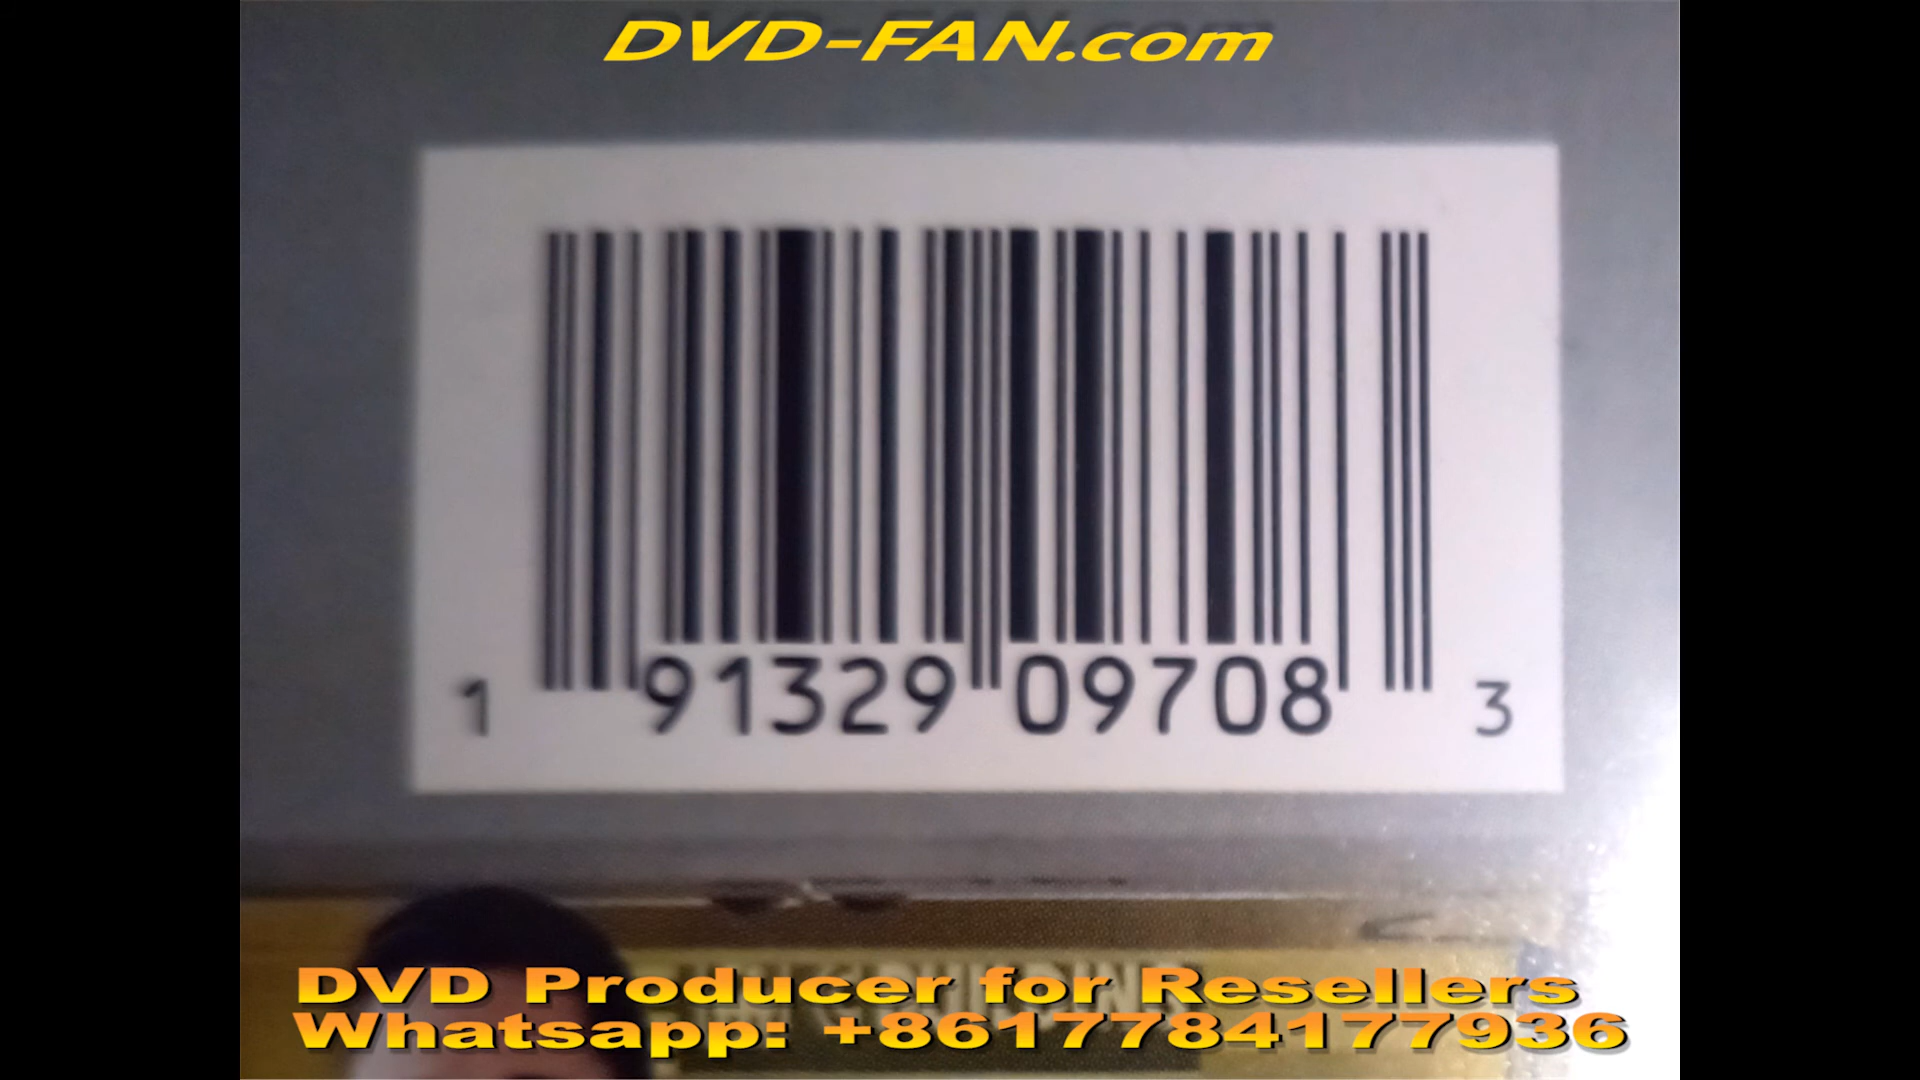 DVD-FAN.com
1 91329 09708 3
DVD Producer for Resellers
Whatsapp: +8617784177936